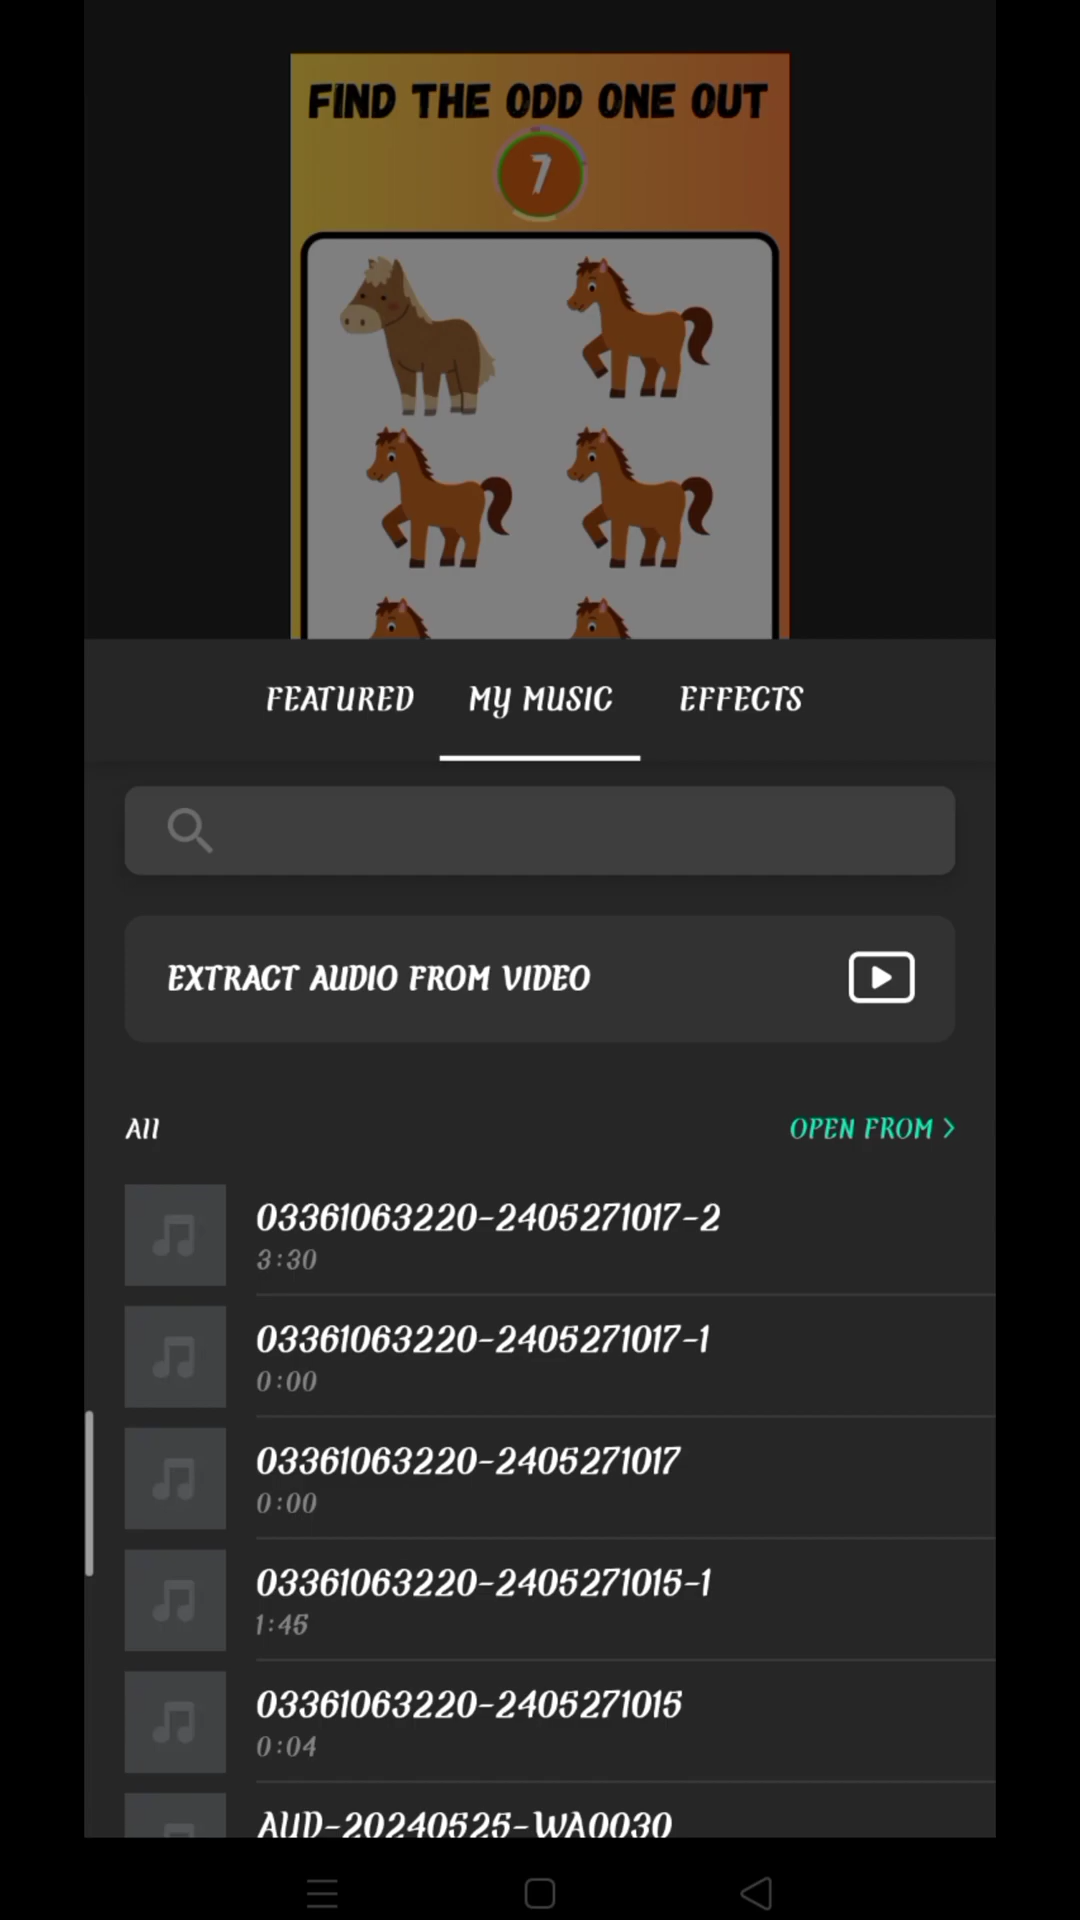 FIND THE ODD ONE OUT
7
FEATURED MY MUSIC EFFECTS
EXTRACT AUDIO FROM VIDEO
All OPEN FROM >
03361063220-2405271017-2
3:30
03361063220-2405271017-1
0:00
03361063220-2405271017
0:00
03361063220-2405271015-1
1:45
03361063220-2405271015
0:04
AUD-20240525-WA0030